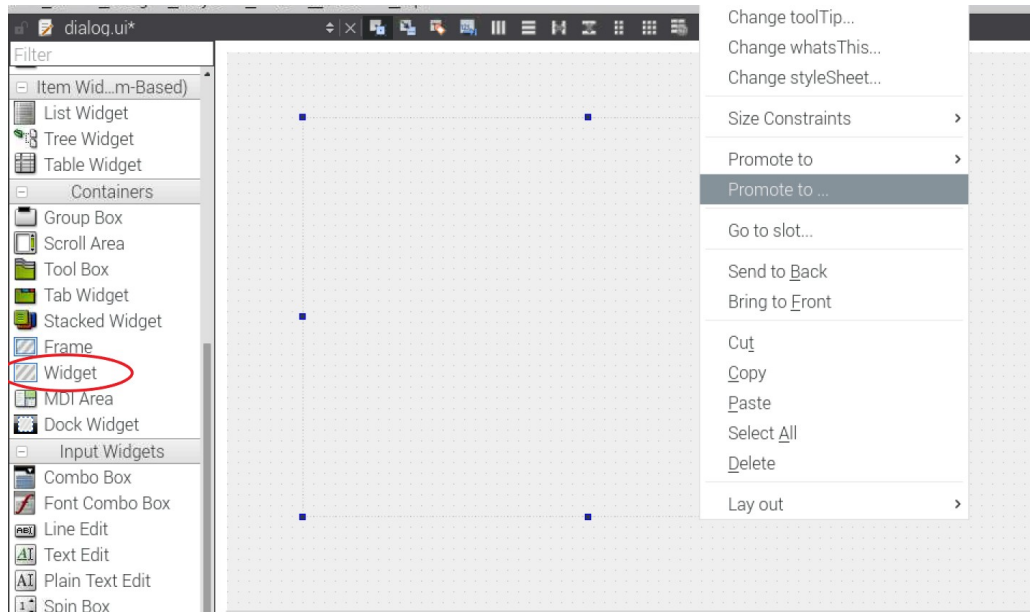 dialog.ui*
Filter
Item Wid...m-Based)
List Widget
Tree Widget
Table Widget
Containers
Group Box
Scroll Area
Tool Box
Tab Widget
Stacked Widget
Frame
Widget
MDI Area
Dock Widget
Input Widgets
Combo Box
Font Combo Box
Line Edit
Text Edit
Plain Text Edit
Spin Box
Change toolTip...
Change whatsThis...
Change styleSheet...
Size Constraints
Promote to
Promote to ...
Go to slot...
Send to Back
Bring to Front
Cut
Copy
Paste
Select All
Delete
Lay out